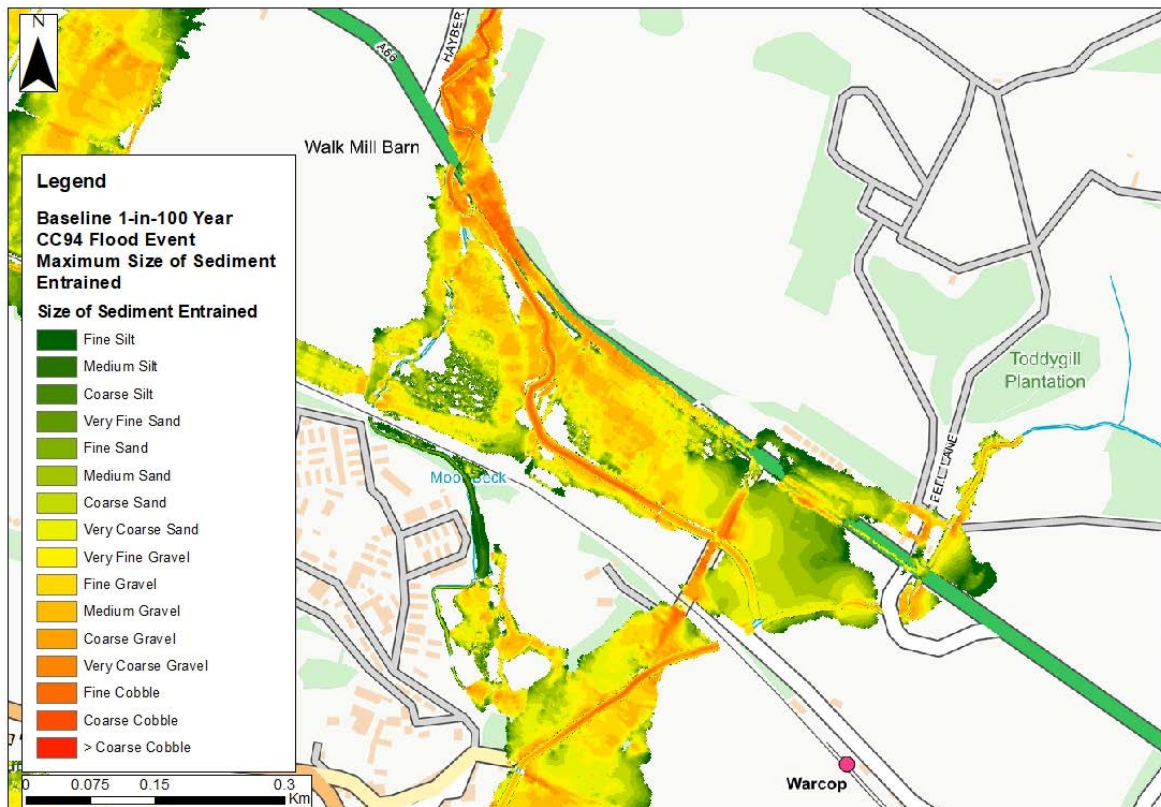 N
A66
HAYBER
Walk Mill Barn
Legend
Baseline 1-in-100 Year
CC94 Flood Event
Maximum Size of Sediment
Entrained
Size of Sediment Entrained
Fine Silt
Medium Silt
Coarse Silt
Very Fine Sand
Fine Sand
Medium Sand
Coarse Sand
Very Coarse Sand
Very Fine Gravel
Fine Gravel
Medium Gravel
Coarse Gravel
Very Coarse Gravel
Fine Cobble
Coarse Cobble
> Coarse Cobble
0 0.075 0.15 0.3
Km
Toddygill
Plantation
LANE
Moor Beck
Warcop